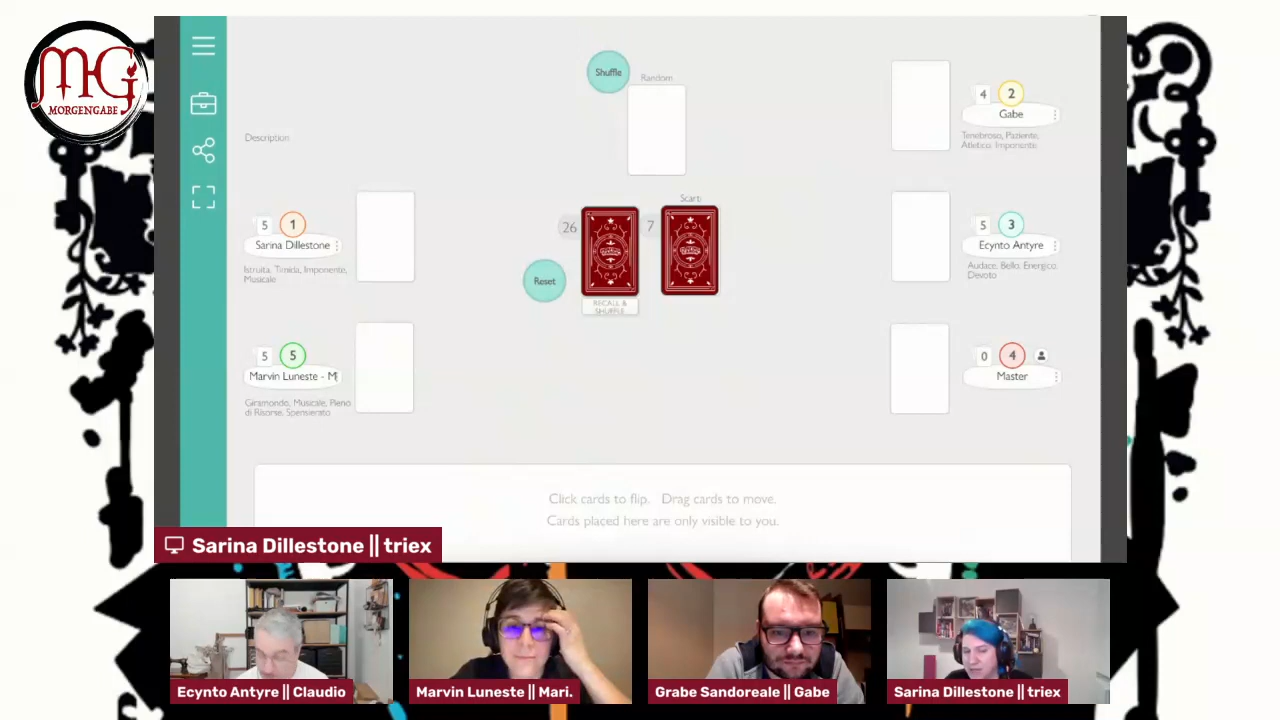 MG
MORGENGABE
Shuffle
Random
4
2
Gabe
Tenebroso, Paziente,
Atletico, Imponente
Description
Scarti
5
1
Sarina Dillestone
Istruita, Timida, Imponente,
Musicale
26
7
5
3
Ecynto Antyre
Audace, Bello, Energico,
Devoto
Reset
RECALL &
SHUFFLE
5
5
Marvin Luneste - M
Giramondo, Musicale, Pieno
di Risorse, Spensierato
0
4
Master
Click cards to flip. Drag cards to move.
Cards placed here are only visible to you.
Sarina Dillestone || triex
Ecynto Antyre || Claudio
Marvin Luneste || Mari.
Grabe Sandoreale || Gabe
Sarina Dillestone || triex